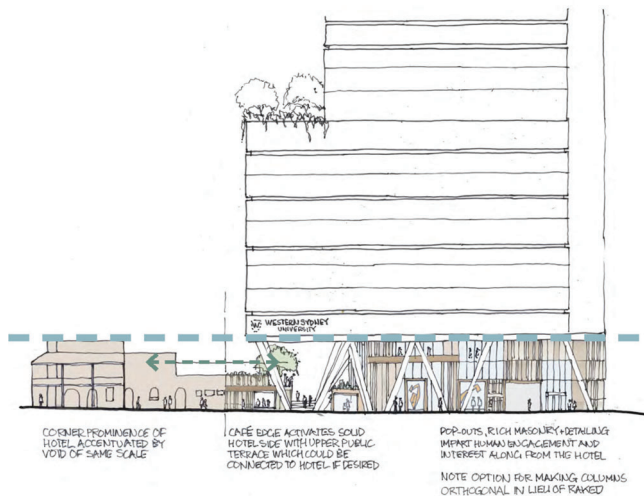 WESTERN SYDNEY
UNIVERSITY
CORNER PROMINENCE OF
HOTEL ACCENTUATED BY
VOID OF SAME SCALE
CAFÉ EDGE ACTIVATES SOLID
HOTEL SIDE WITH UPPER PUBLIC
TERRACE WHICH COULD BE
CONNECTED TO HOTEL IF DESIRED
POP-OUTS, RICH MASONRY + DETAILING
IMPART HUMAN ENGAGEMENT AND
INTEREST ALONG FROM THE HOTEL
NOTE OPTION FOR MAKING COLUMNS
ORTHOGONAL IN LIEU OF RAKED